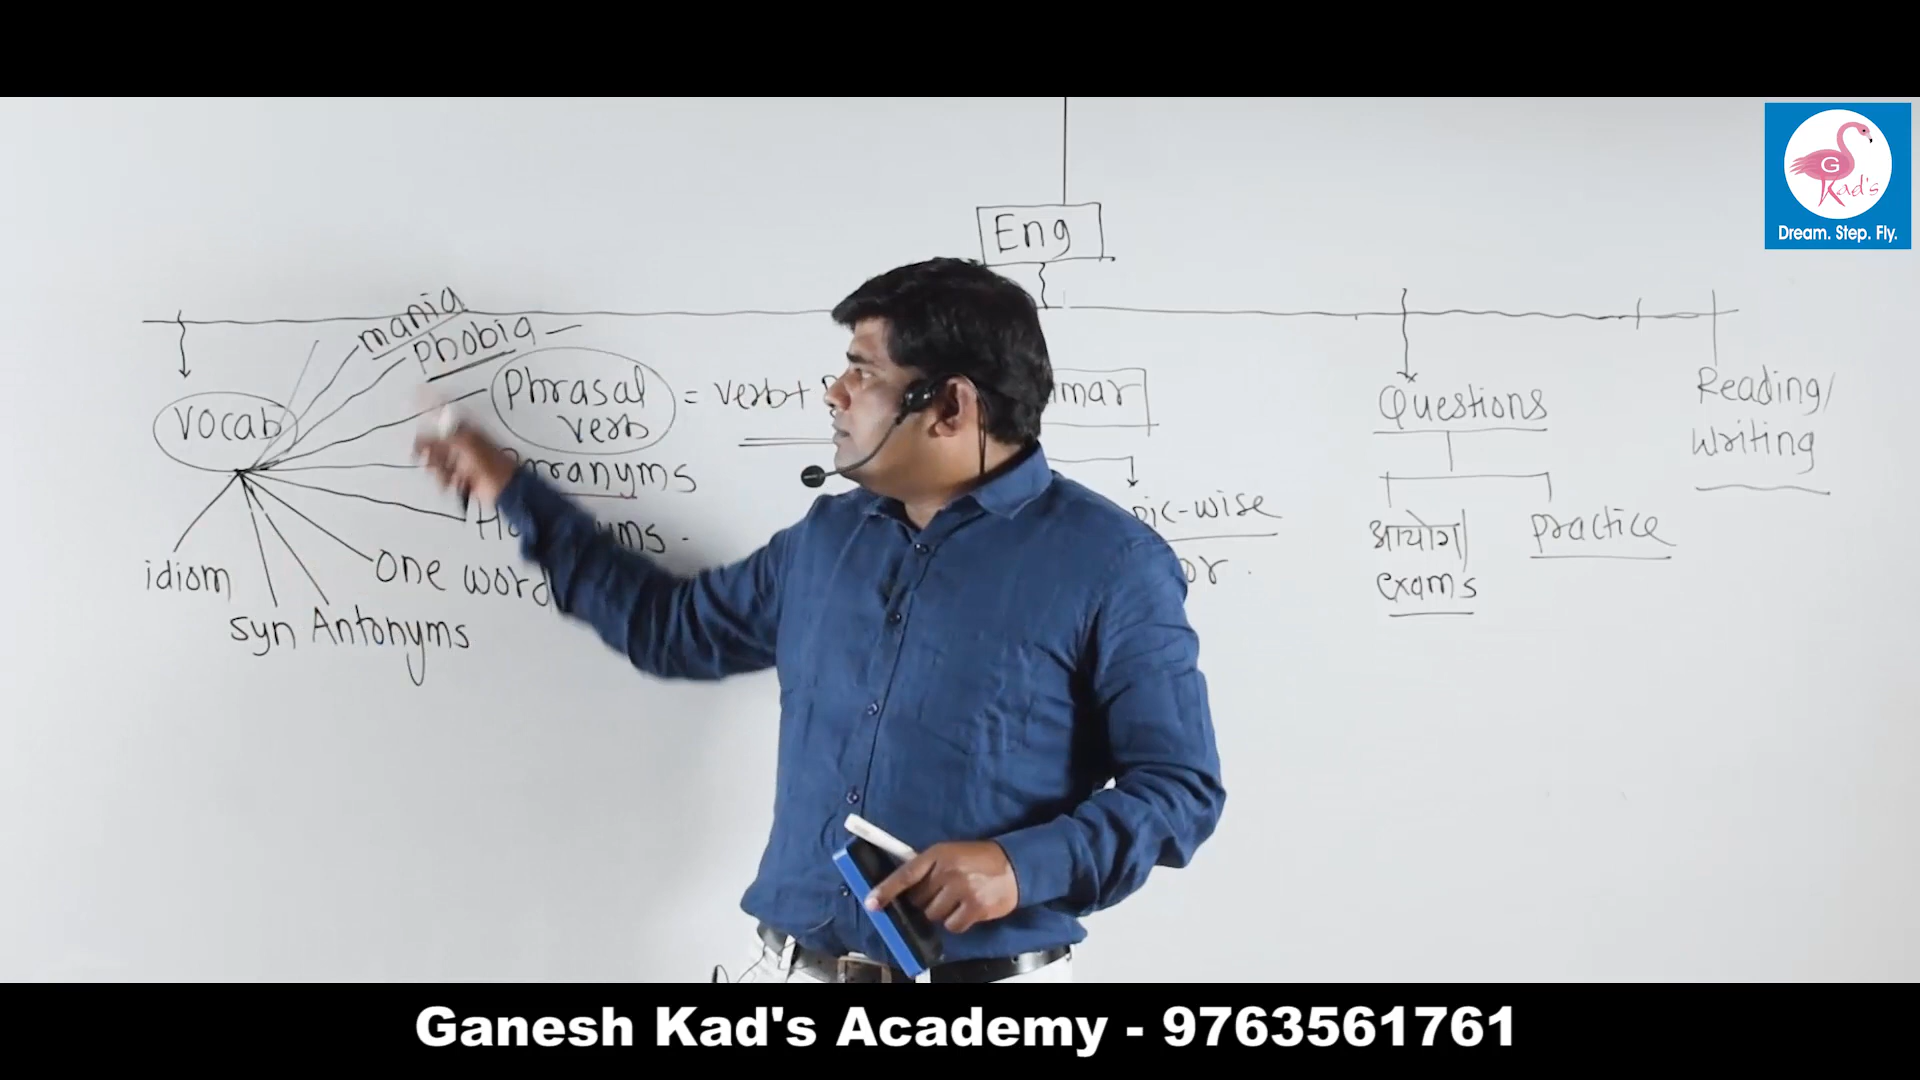 Eng
G
Kad's
Dream. Step. Fly.
mania
phobia
Phrasal
verb
= verb+
vocab
Paranyms
idiom
syn Antonyms
one word
Questions
आयोग/
exams
practice
Reading/
writing
Ganesh Kad's Academy - 9763561761